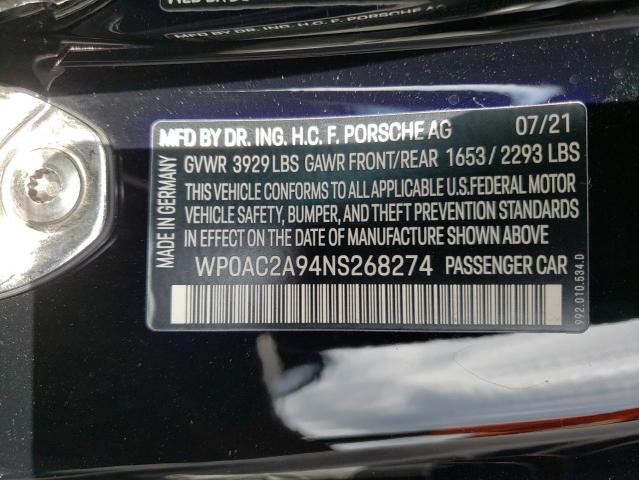 MFD BY DR. ING. H.C. F. PORSCHE AG 07/21
GVWR 3929 LBS GAWR FRONT/REAR 1653 / 2293 LBS
THIS VEHICLE CONFORMS TO ALL APPLICABLE U.S.FEDERAL MOTOR
VEHICLE SAFETY, BUMPER, AND THEFT PREVENTION STANDARDS
IN EFFECT ON THE DATE OF MANUFACTURE SHOWN ABOVE
WP0AC2A94NS268274 PASSENGER CAR
MADE IN GERMANY
992.010.534.D